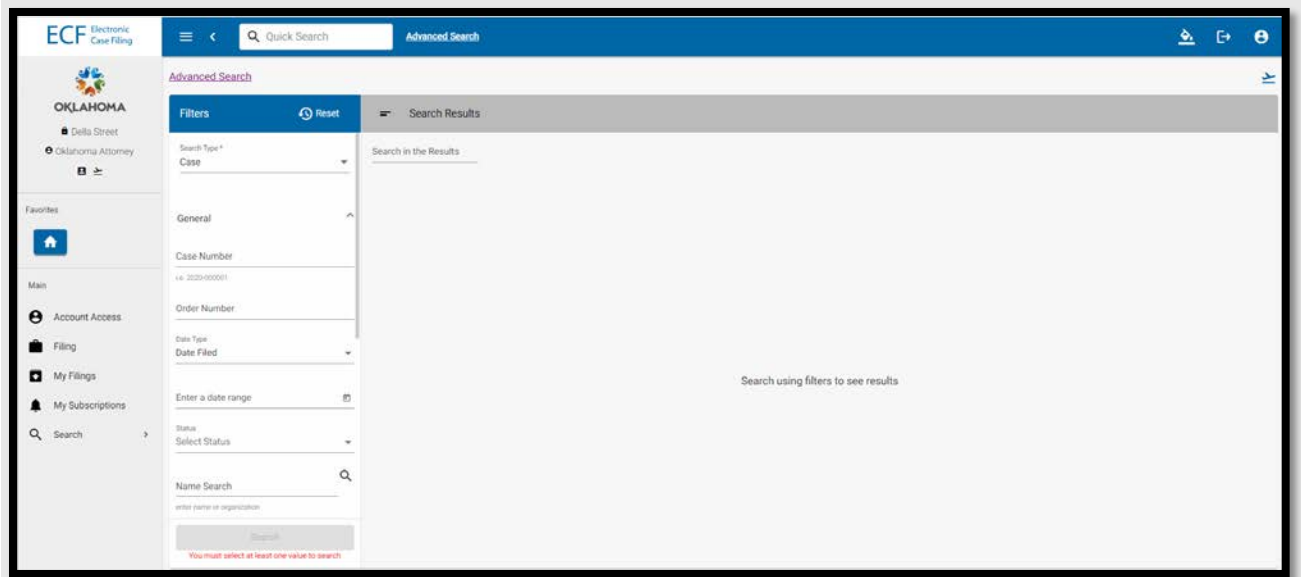 ECF Electronic
Case Filing
Quick Search
Advanced Search
OKLAHOMA
Della Street
Oklahoma Attorney
Favorites
Main
Account Access
Filing
My Filings
My Subscriptions
Search
Advanced Search
Filters
Reset
Search Type *
Case
General
Case Number
i.e. 2020-000001
Order Number
Date Type
Date Filed
Enter a date range
Status
Select Status
Name Search
enter name or organization
Search
You must select at least one value to search
Search Results
Search in the Results
Search using filters to see results